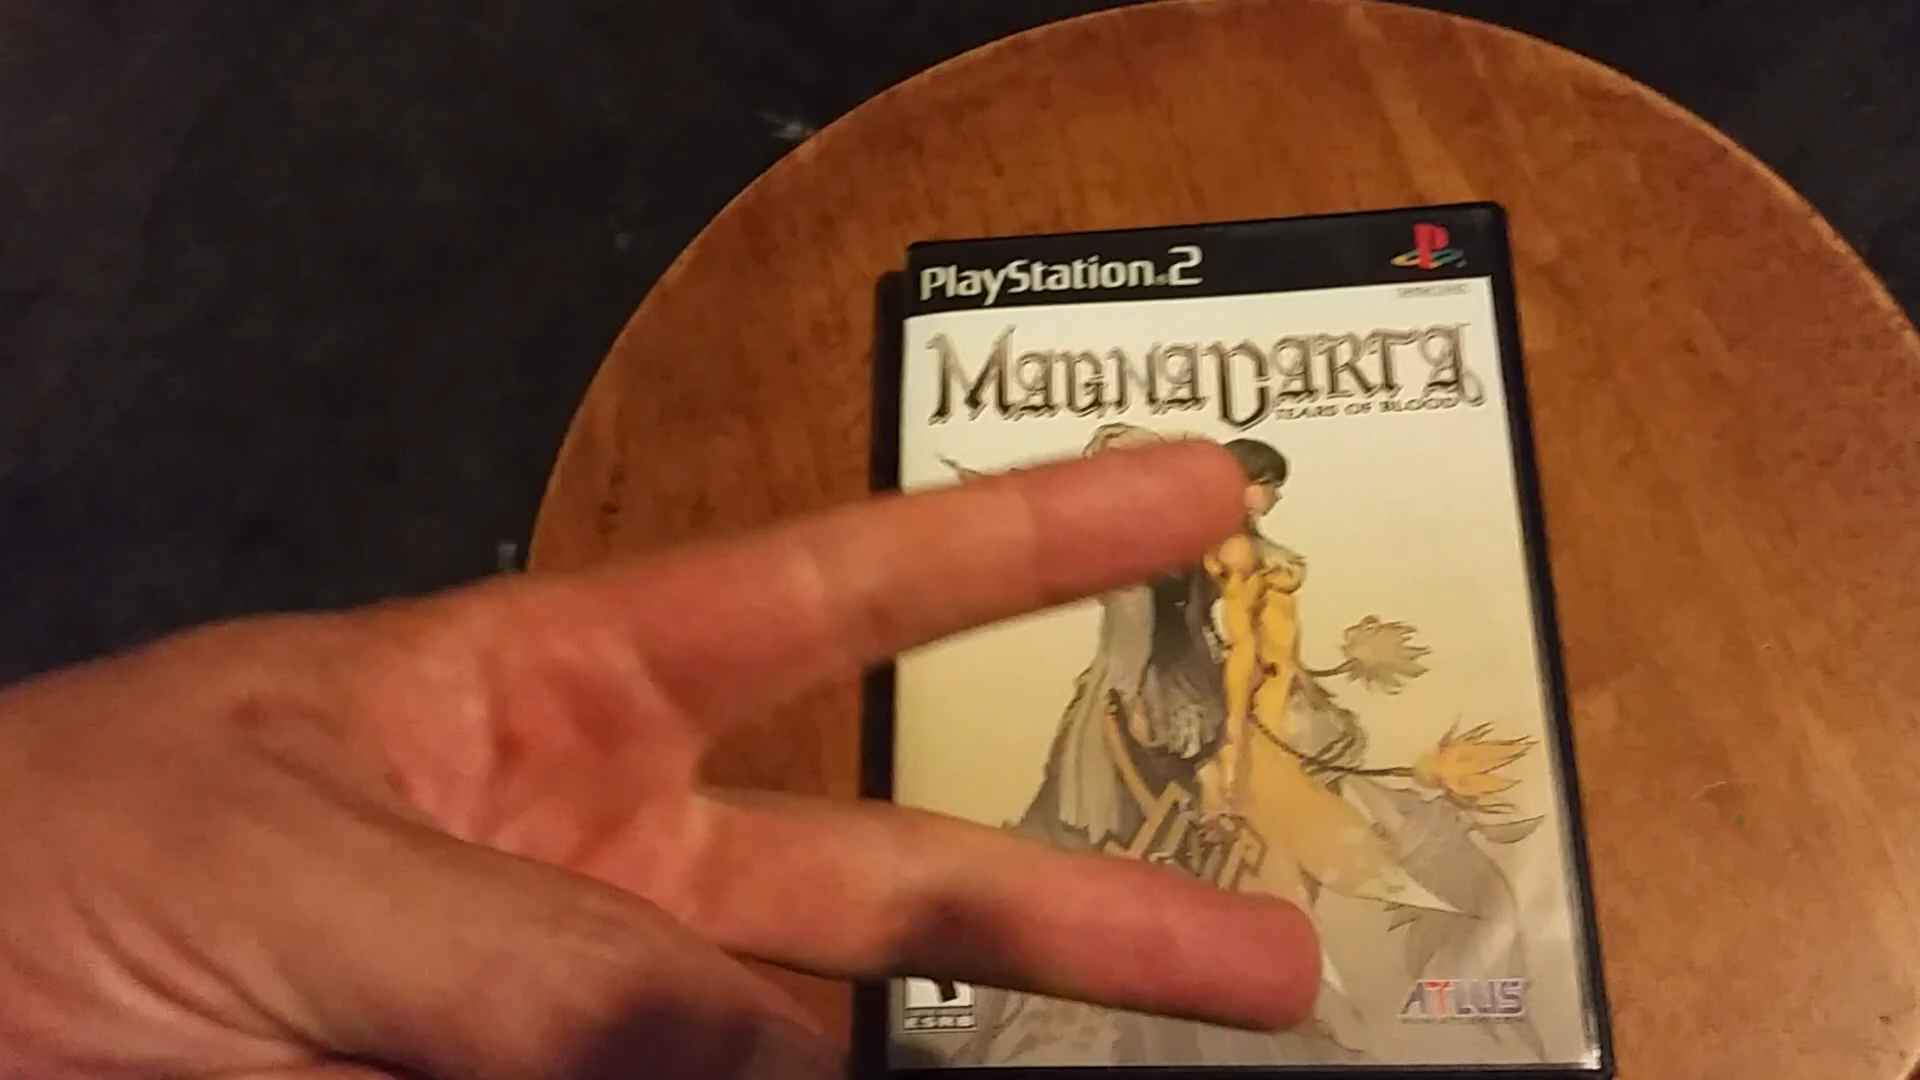 PlayStation®2
MAGNACARTA
TEARS OF BLOOD
T
ESRB
ATLUS